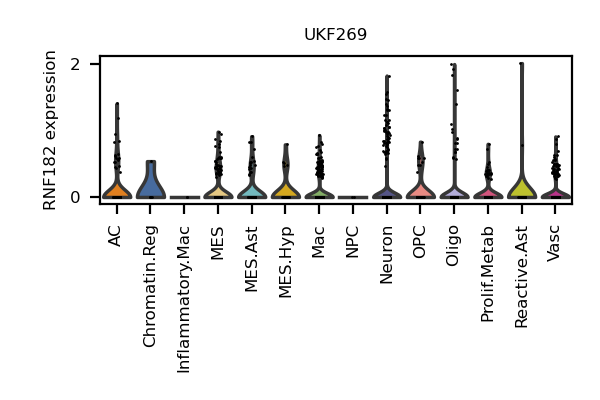 UKF269
RNF182 expression
2
0
AC
Chromatin.Reg
Inflammatory.Mac
MES
MES.Ast
MES.Hyp
Mac
NPC
Neuron
OPC
Oligo
Prolif.Metab
Reactive.Ast
Vasc